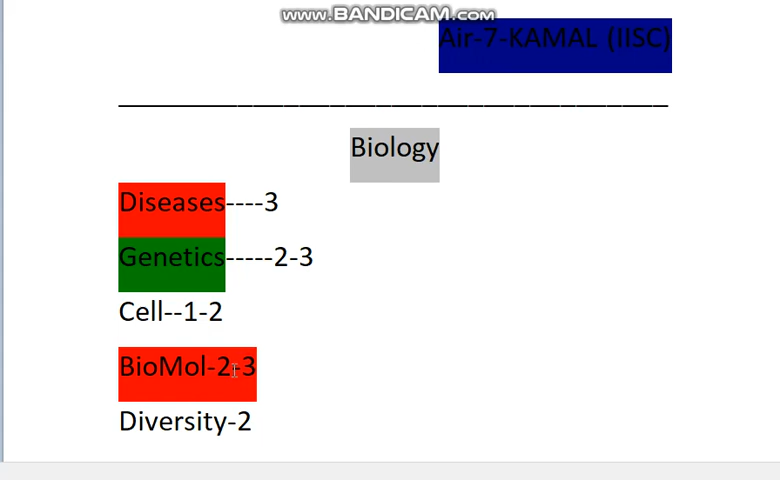 www.BANDICAM.com
Air-7-KAMAL (IISC)
Biology
Diseases----3
Genetics-----2-3
Cell--1-2
BioMol-2-3
Diversity-2